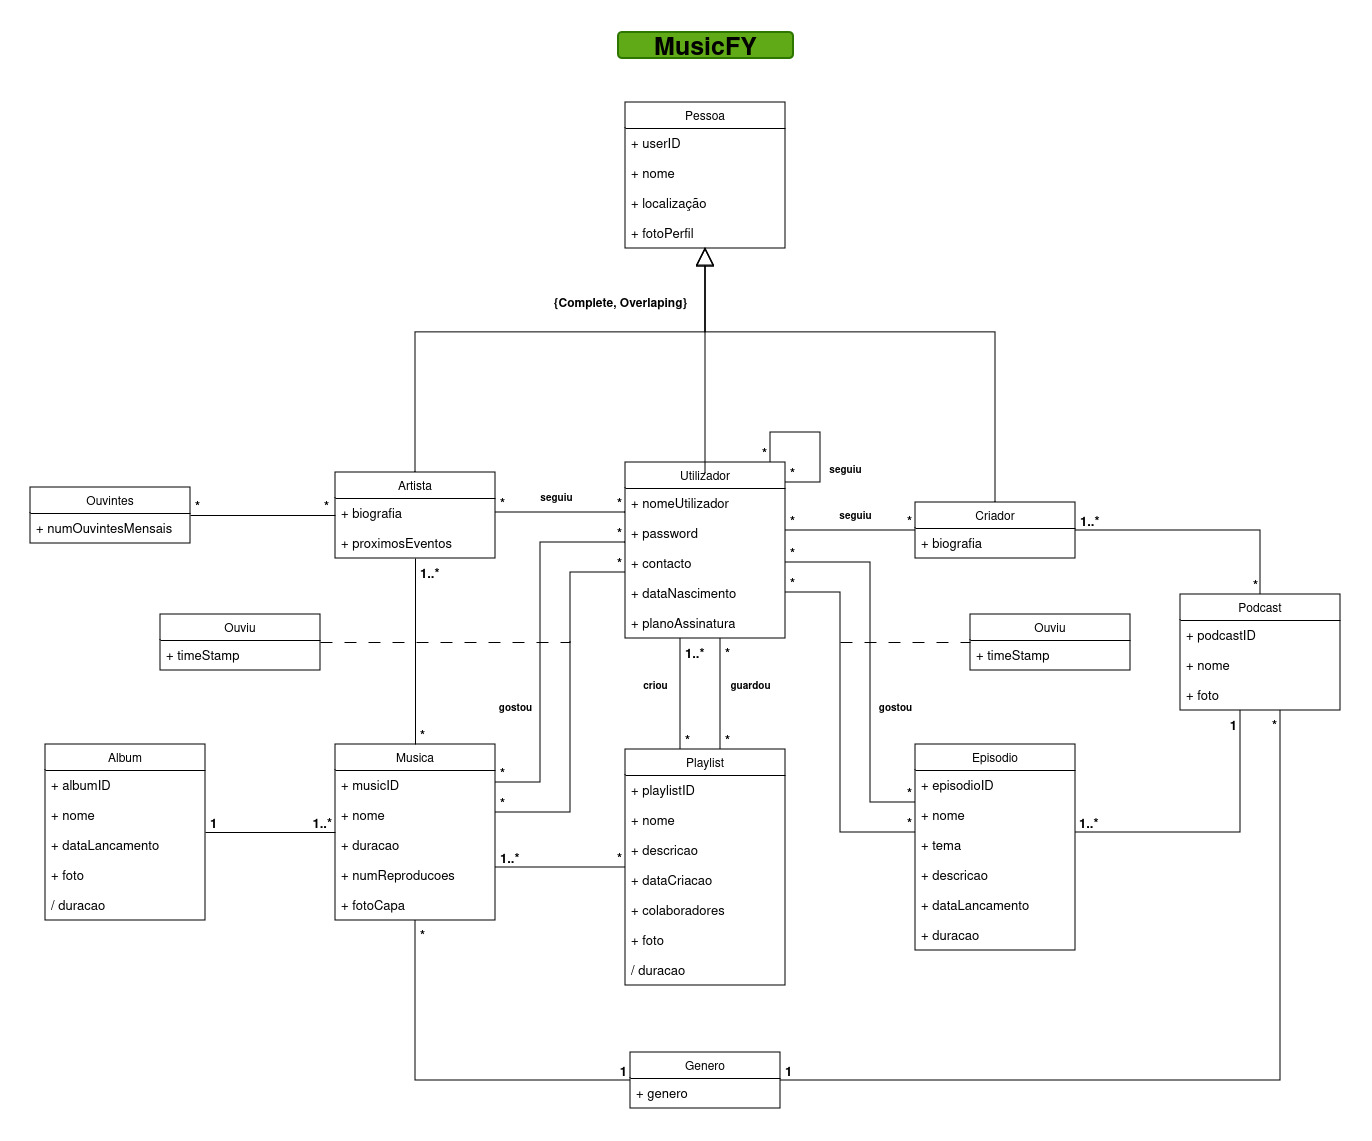 MusicFY
Pessoa
+ userID
+ nome
+ localização
+ fotoPerfil
{Complete, Overlaping}
Ouvintes
+ numOuvintesMensais
*
*
Artista
+ biografia
+ proximosEventos
*
seguiu
*
Utilizador
+ nomeUtilizador
+ password
+ contacto
+ dataNascimento
+ planoAssinatura
*
*
seguiu
*
seguiu
*
Criador
+ biografia
1..*
*
Podcast
+ podcastID
+ nome
+ foto
*
*
*
*
1..*
Ouviu
+ timeStamp
Ouviu
+ timeStamp
1..*
*
criou
guardou
gostou
gostou
*
*
*
1
*
Album
+ albumID
+ nome
+ dataLancamento
+ foto
/ duracao
1
1..*
Musica
+ musicID
+ nome
+ duracao
+ numReproducoes
+ fotoCapa
*
*
1..*
*
Playlist
+ playlistID
+ nome
+ descricao
+ dataCriacao
+ colaboradores
+ foto
/ duracao
*
*
Episodio
+ episodioID
+ nome
+ tema
+ descricao
+ dataLancamento
+ duracao
1..*
*
1
Genero
+ genero
1